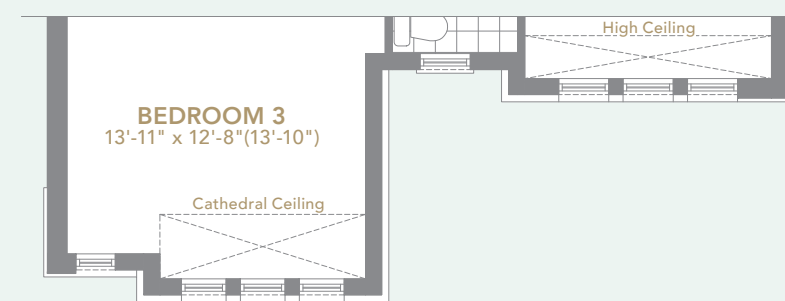 High Ceiling
BEDROOM 3
13'-11" x 12'-8"(13'-10")
Cathedral Ceiling